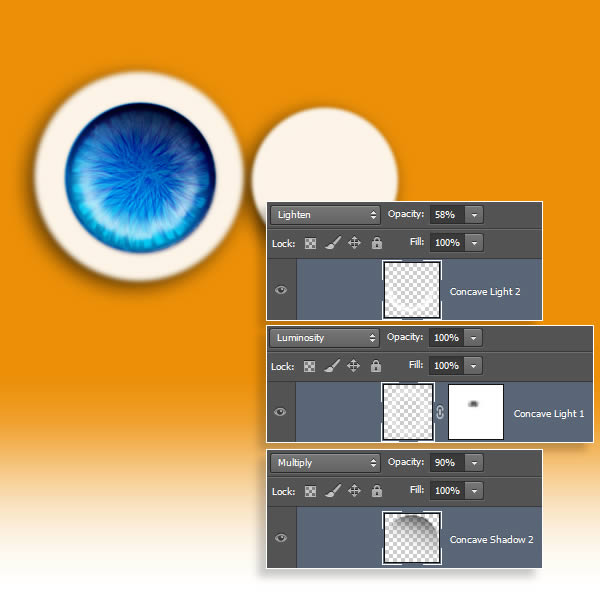 Lighten Opacity: 58%
Lock: Fill: 100%
Concave Light 2
Luminosity Opacity: 100%
Lock: Fill: 100%
Concave Light 1
Multiply Opacity: 90%
Lock: Fill: 100%
Concave Shadow 2